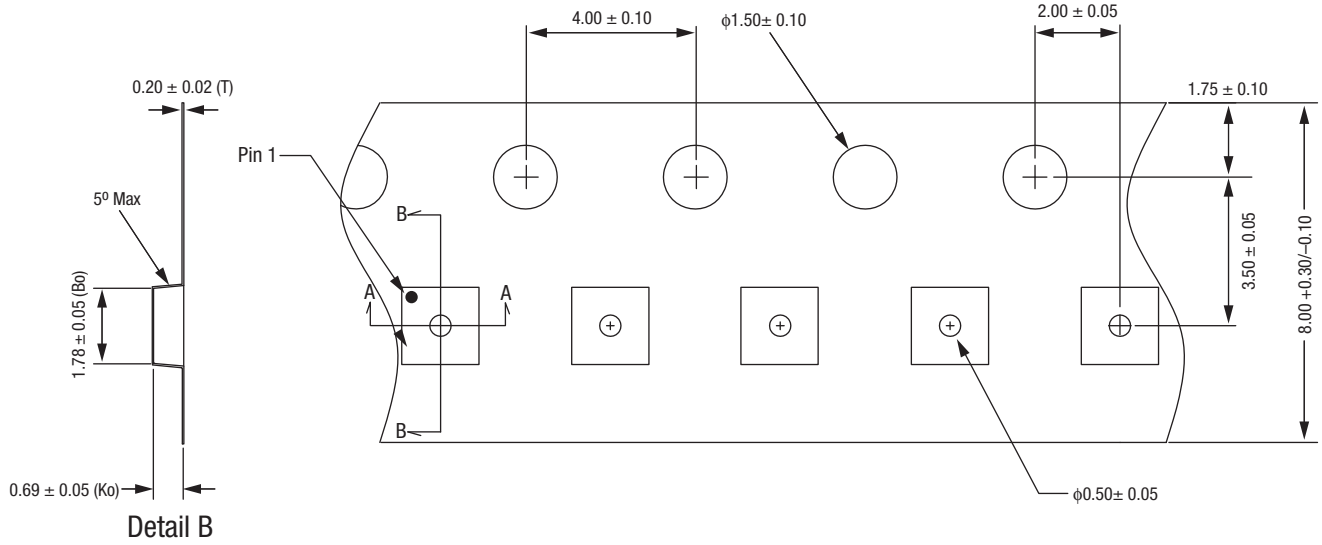 4.00 ± 0.10
ϕ1.50± 0.10
2.00 ± 0.05
0.20 ± 0.02 (T)
1.75 ± 0.10
Pin 1
5º Max
B
3.50 ± 0.05
8.00 +0.30/–0.10
A
A
1.78 ± 0.05 (Bo)
B
0.69 ± 0.05 (Ko)
ϕ0.50± 0.05
Detail B